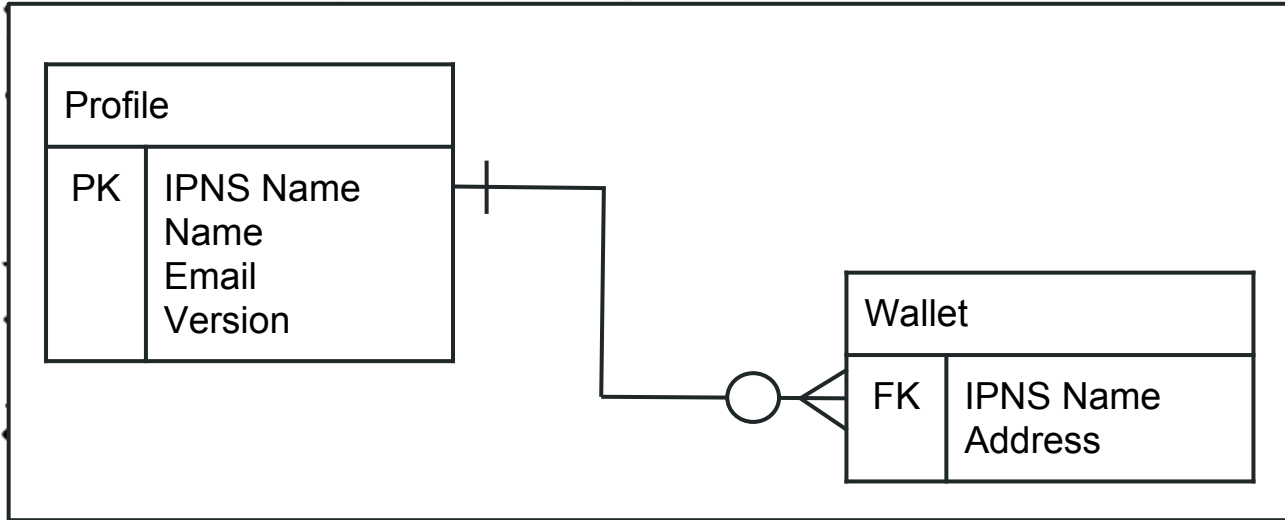 Profile
PK
IPNS Name
Name
Email
Version
Wallet
FK
IPNS Name
Address